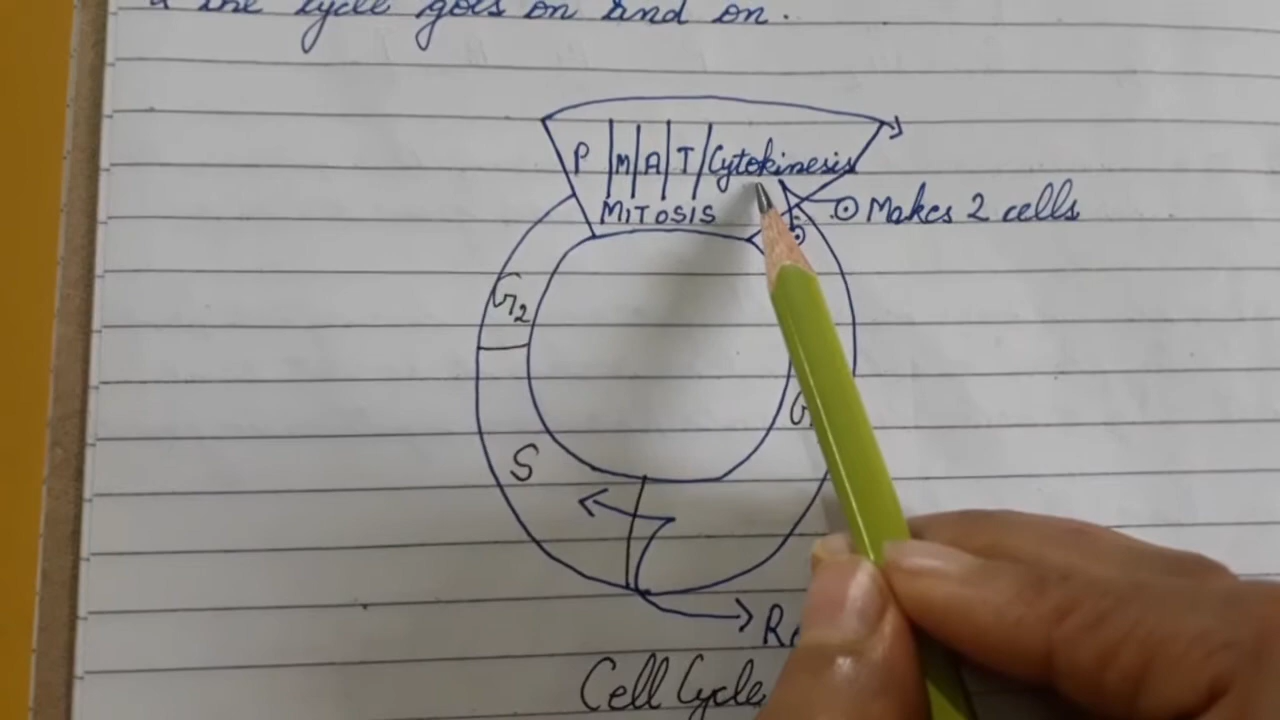 the cycle goes on and on.
P M A T Cytokinesis
MITOSIS
Makes 2 cells
G2
G
S
Cell Cycle